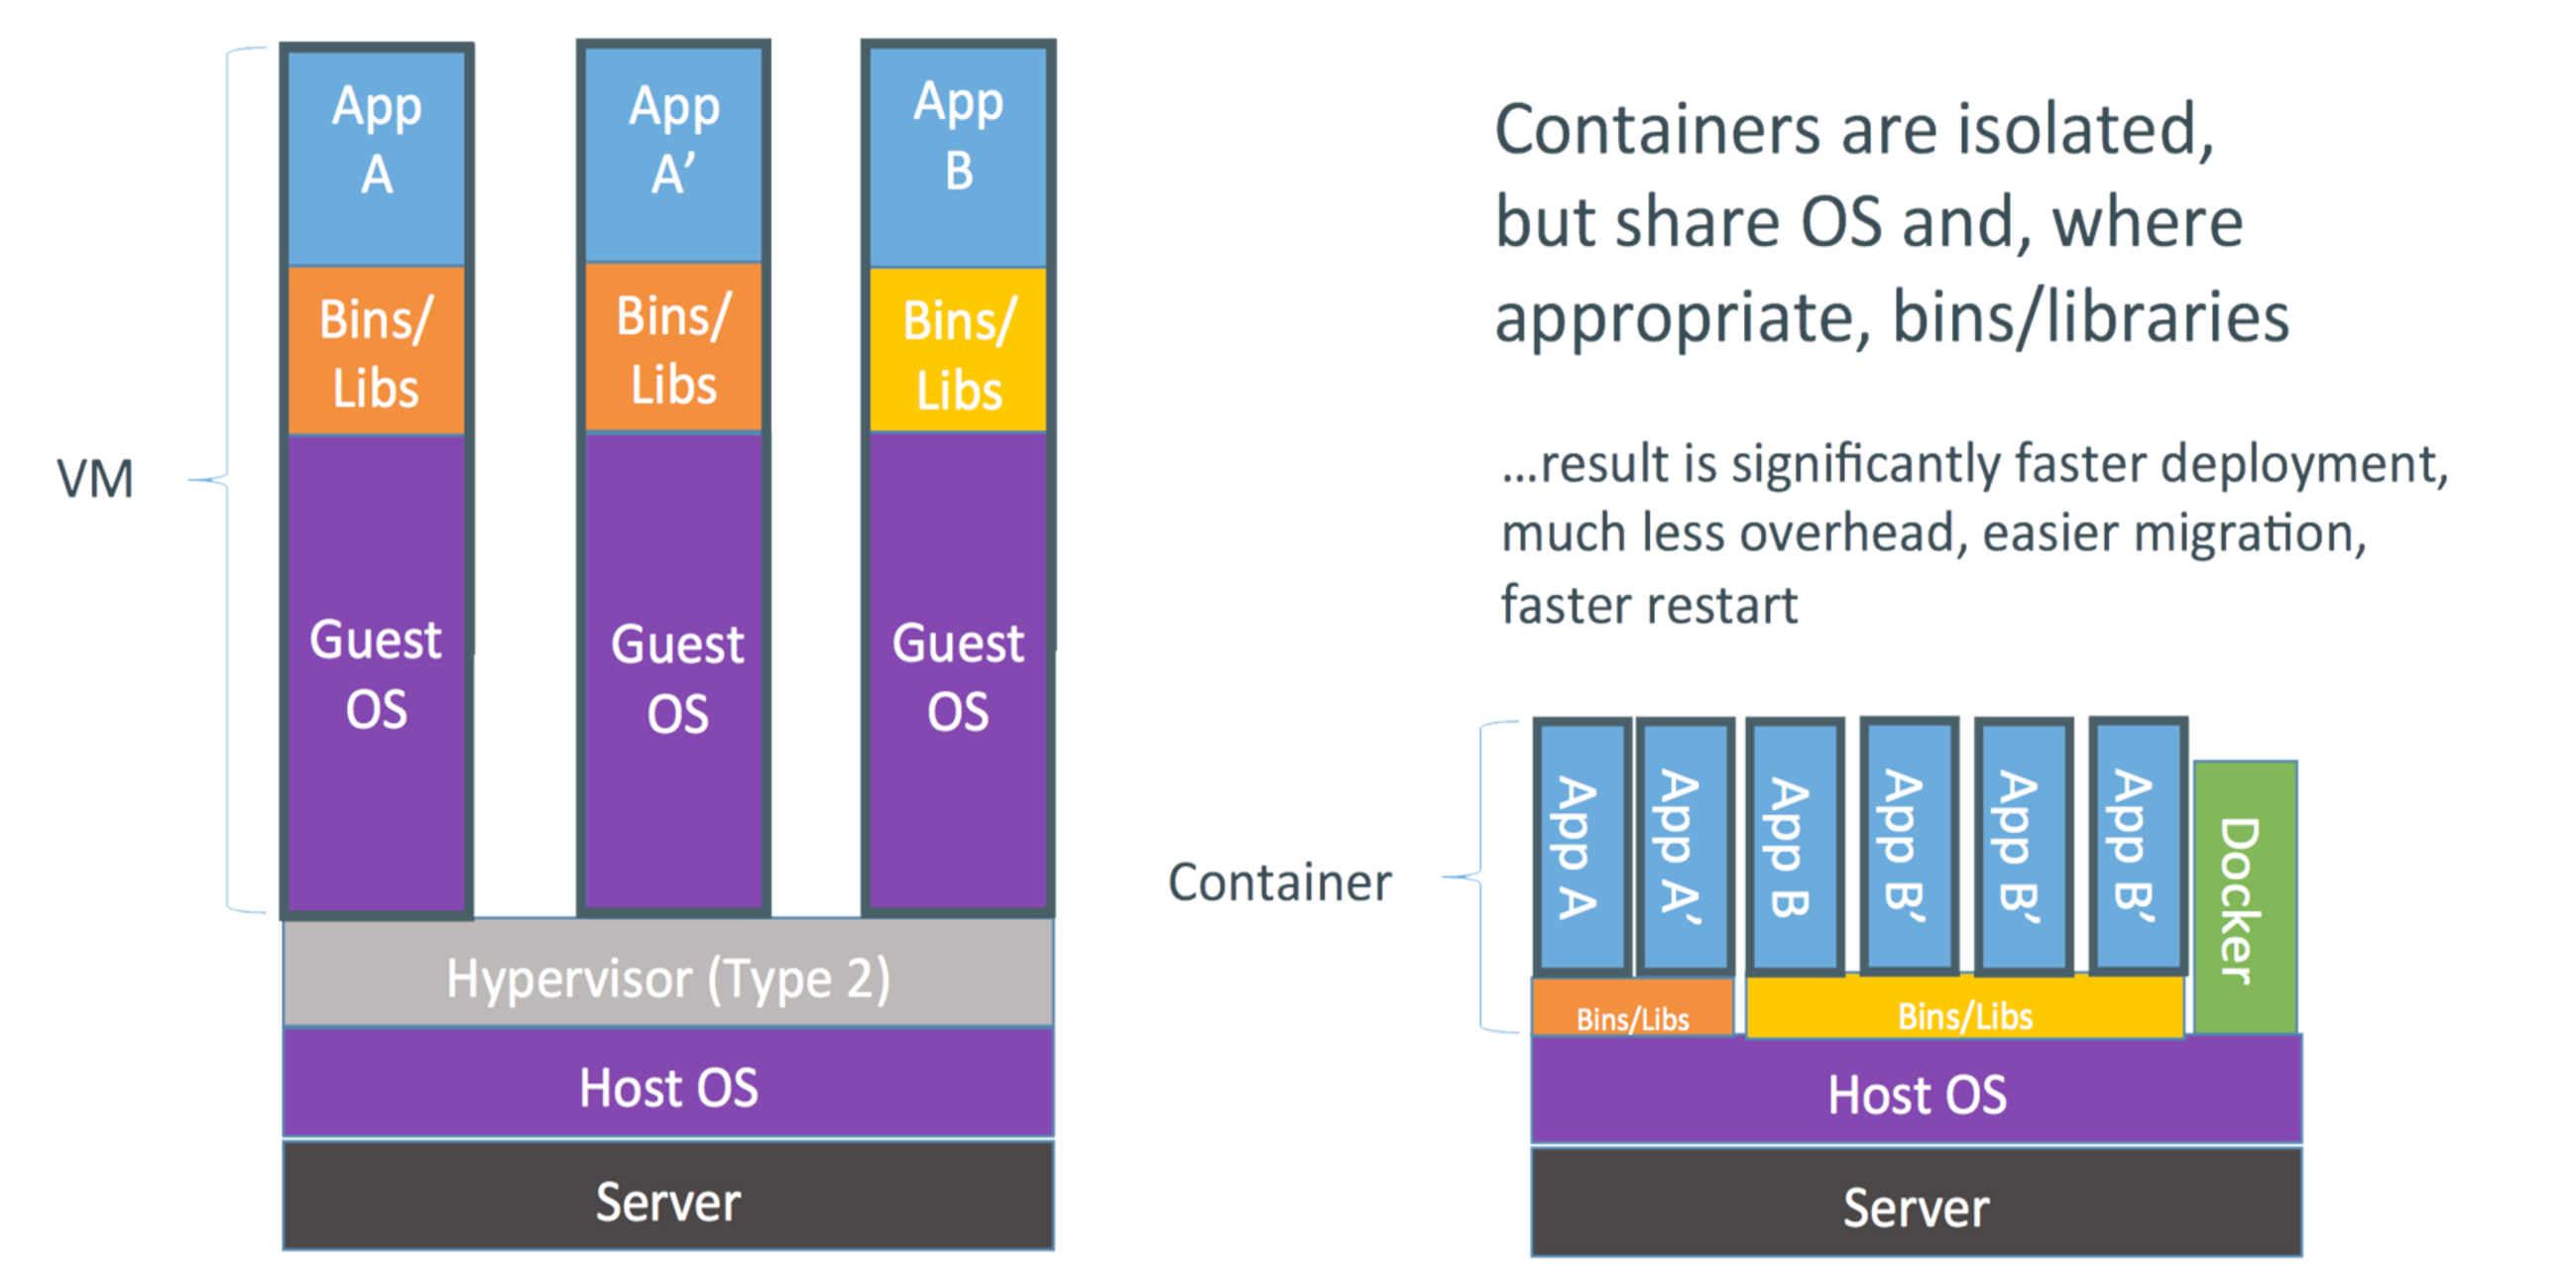 VM
App
A
Bins/
Libs
Guest
OS
App
A’
Bins/
Libs
Guest
OS
App
B
Bins/
Libs
Guest
OS
Hypervisor (Type 2)
Host OS
Server
Containers are isolated,
but share OS and, where
appropriate, bins/libraries
...result is significantly faster deployment,
much less overhead, easier migration,
faster restart
Container
App A
App A’
App B
App B’
App B’
App B’
Docker
Bins/Libs
Bins/Libs
Host OS
Server